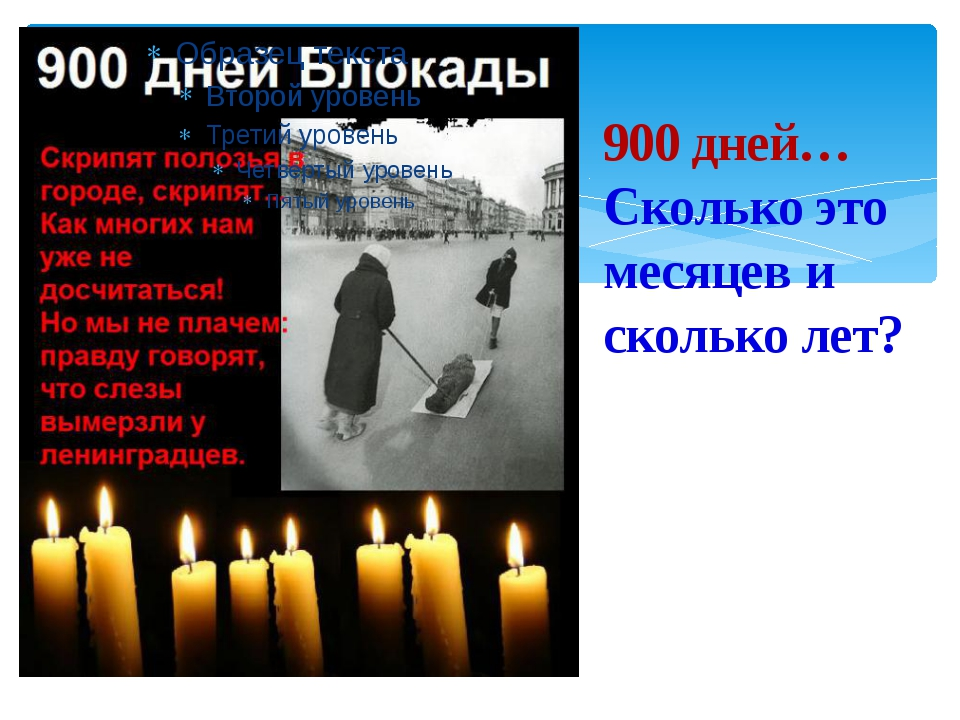 900 дней Блокады
Образец текста
Второй уровень
Третий уровень
Четвертый уровень
Пятый уровень
Скрипят полозья в
городе, скрипят...
Как многих нам
уже не
досчитаться!
Но мы не плачем:
правду говорят,
что слезы
вымерзли у
ленинградцев.
900 дней…
Сколько это
месяцев и
сколько лет?